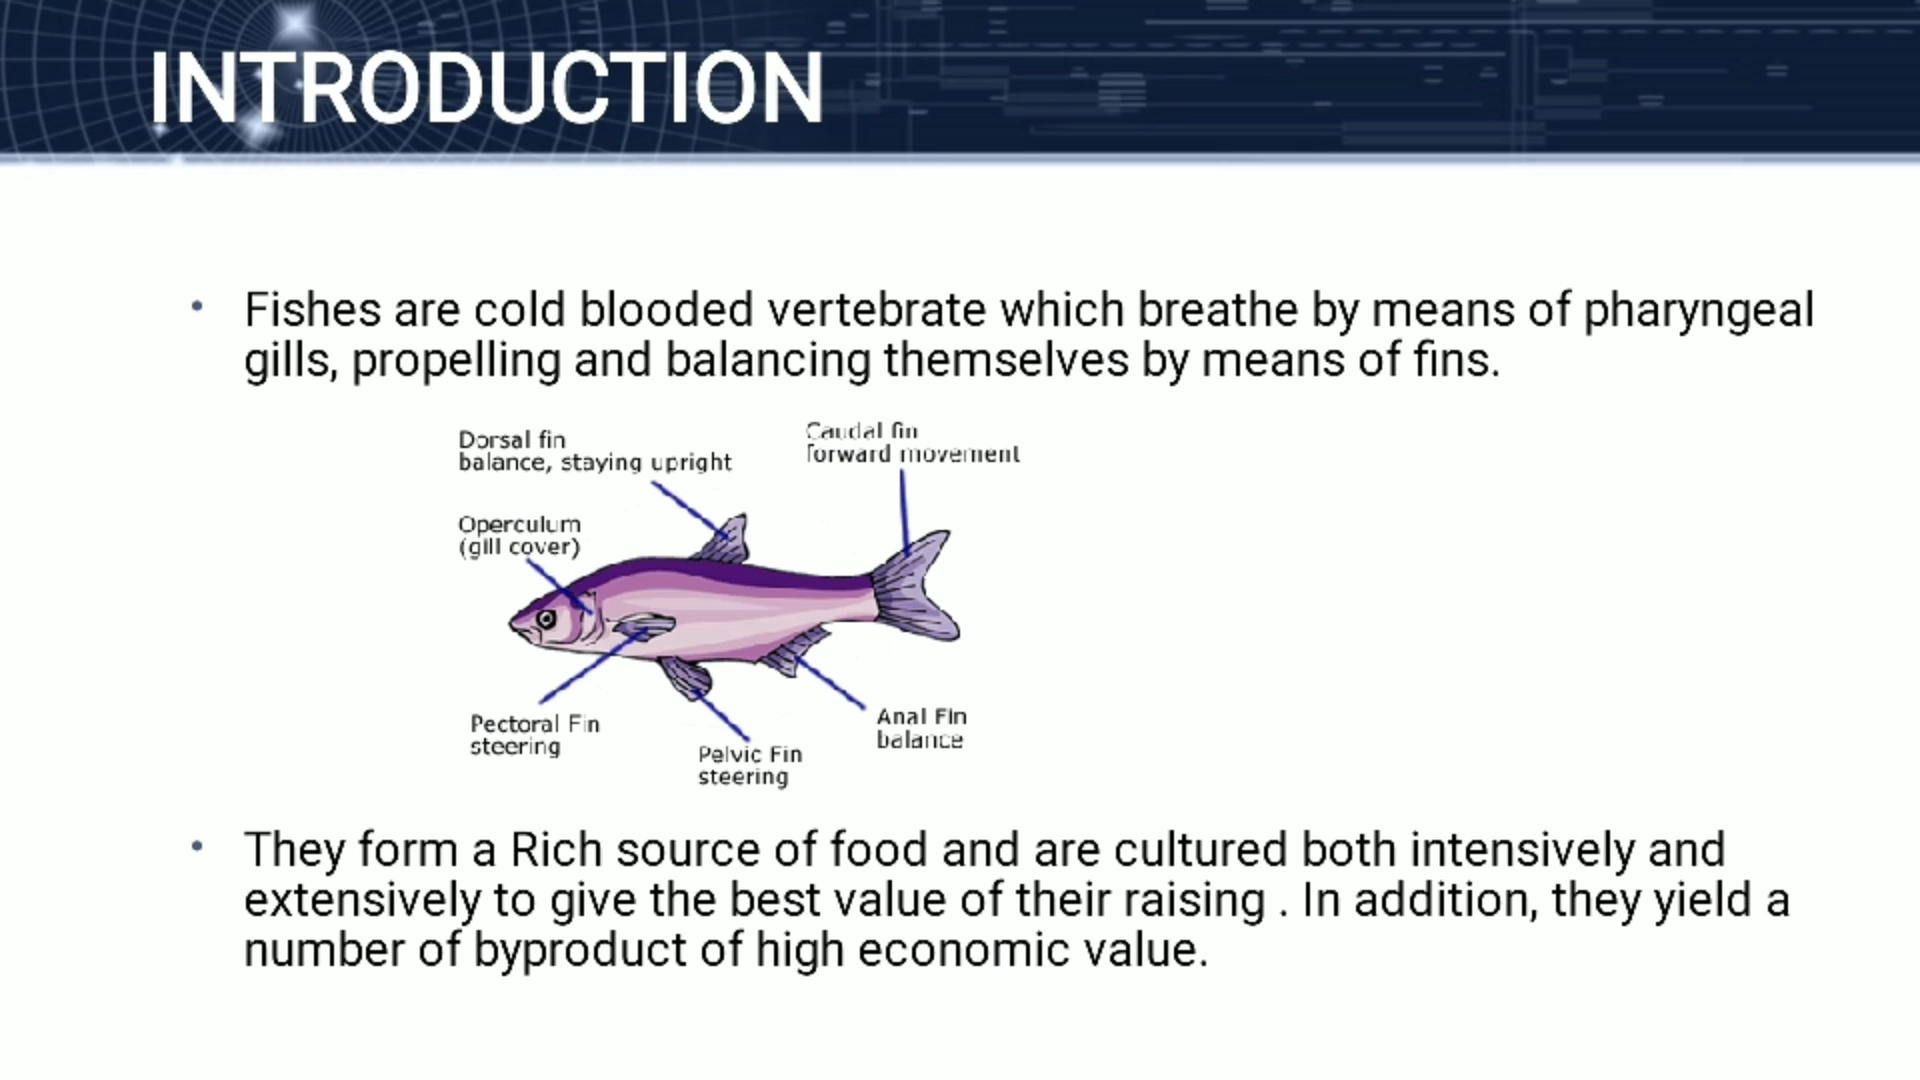 INTRODUCTION
• Fishes are cold blooded vertebrate which breathe by means of pharyngeal
gills, propelling and balancing themselves by means of fins.
Dorsal fin
balance, staying upright
Caudal fin
forward movement
Operculum
(gill cover)
Pectoral Fin
steering
Pelvic Fin
steering
Anal Fin
balance
• They form a Rich source of food and are cultured both intensively and
extensively to give the best value of their raising . In addition, they yield a
number of byproduct of high economic value.